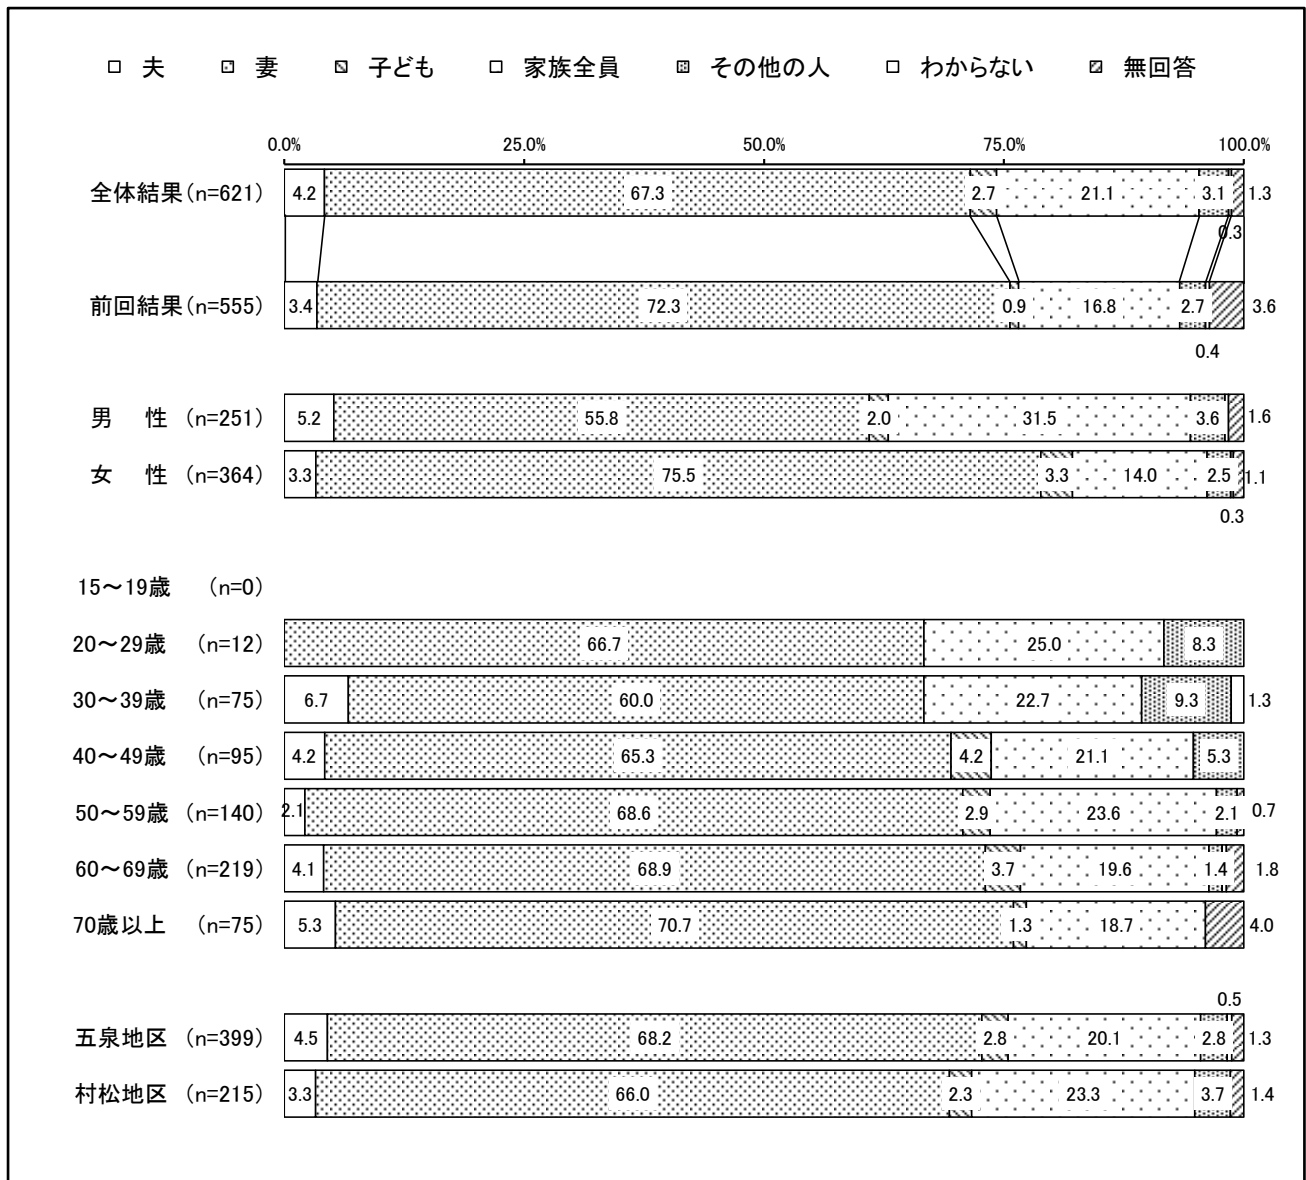 夫 妻 子ども 家族全員 その他の人 わからない 無回答
0.0% 25.0% 50.0% 75.0% 100.0%
全体結果(n=621) 4.2 67.3 2.7 21.1 3.1 1.3
0.3
前回結果(n=555) 3.4 72.3 0.9 16.8 2.7 3.6
0.4
男 性 (n=251) 5.2 55.8 2.0 31.5 3.6 1.6
女 性 (n=364) 3.3 75.5 3.3 14.0 2.5 1.1
0.3
15～19歳 (n=0)
20～29歳 (n=12) 66.7 25.0 8.3
30～39歳 (n=75) 6.7 60.0 22.7 9.3 1.3
40～49歳 (n=95) 4.2 65.3 4.2 21.1 5.3
50～59歳 (n=140) 2.1 68.6 2.9 23.6 2.1 0.7
60～69歳 (n=219) 4.1 68.9 3.7 19.6 1.4 1.8
70歳以上 (n=75) 5.3 70.7 1.3 18.7 4.0
0.5
五泉地区 (n=399) 4.5 68.2 2.8 20.1 2.8 1.3
村松地区 (n=215) 3.3 66.0 2.3 23.3 3.7 1.4